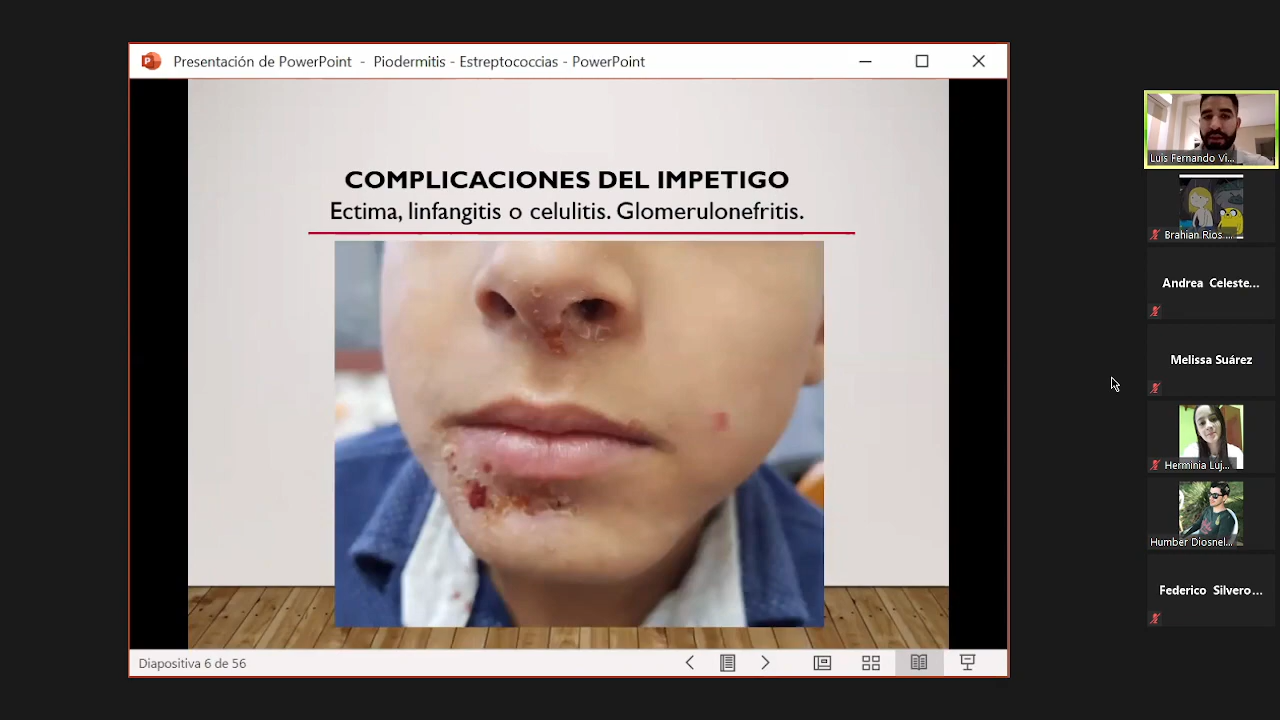 Presentación de PowerPoint - Piodermitis - Estreptococcias - PowerPoint
COMPLICACIONES DEL IMPETIGO
Ectima, linfangitis o celulitis. Glomerulonefritis.
Diapositiva 6 de 56
Luis Fernando Vi...
Brahian Rios ...
Andrea Celeste...
Melissa Suárez
Herminia Luj...
Humber Diosnel...
Federico Silvero...